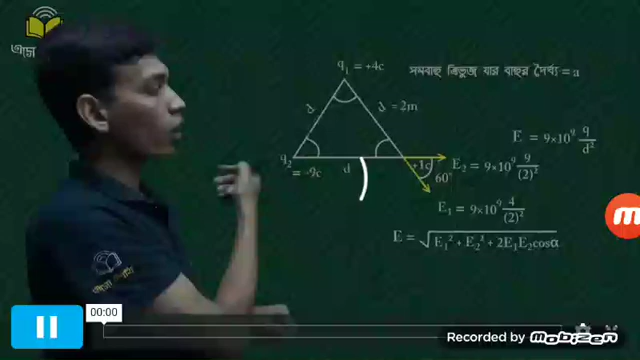 q₁ = +4c
সমবাহু ত্রিভুজ যার বাহুর দৈর্ঘ্য = a
d
d = 2m
E = 9×10⁹ q/d²
q₂ = -9c
d
+1c
60°
E₂ = 9×10⁹ 9/(2)²
E₁ = 9×10⁹ 4/(2)²
E = √E₁² + E₂² + 2E₁E₂cosα
00:00
Recorded by mobizen